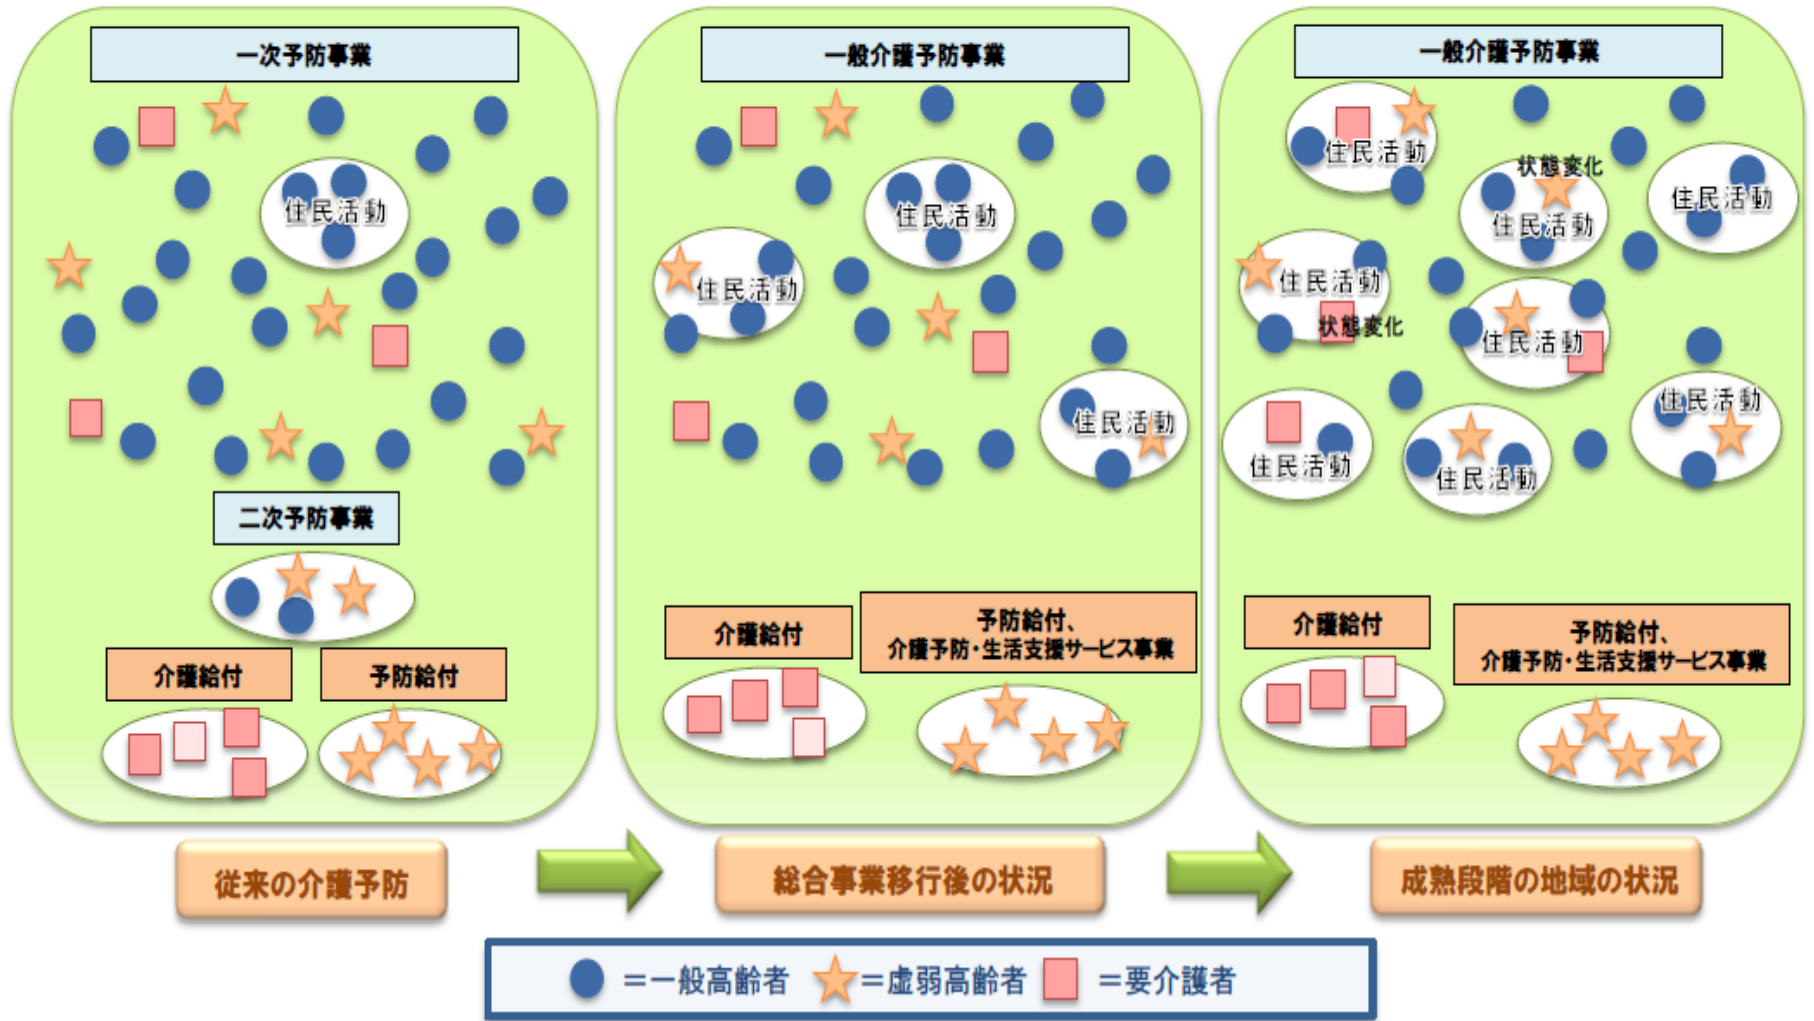 一次予防事業
住民活動
二次予防事業
介護給付
予防給付
従来の介護予防
一般介護予防事業
住民活動
住民活動
住民活動
介護給付
予防給付、
介護予防・生活支援サービス事業
総合事業移行後の状況
一般介護予防事業
住民活動
状態変化
住民活動
住民活動
住民活動
状態変化
住民活動
住民活動
住民活動
住民活動
介護給付
予防給付、
介護予防・生活支援サービス事業
成熟段階の地域の状況
＝一般高齢者 ＝虚弱高齢者 ＝要介護者